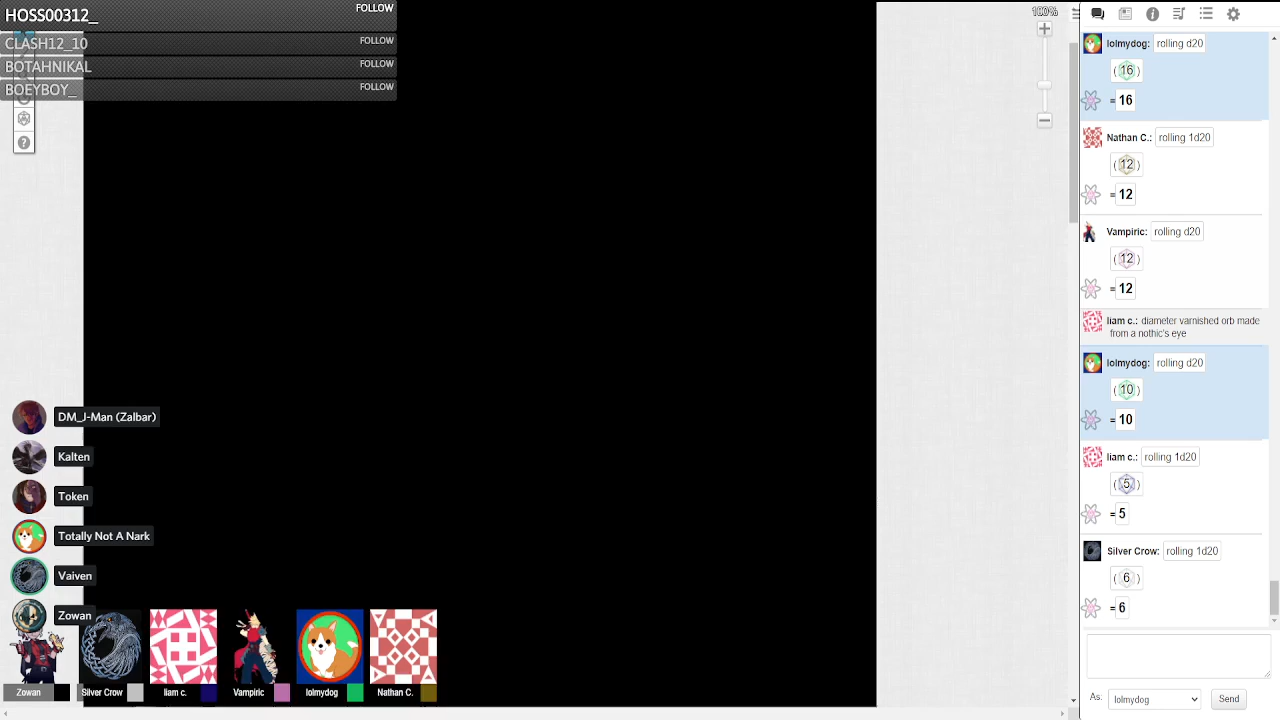 HOSS00312_ FOLLOW
CLASH12_10 FOLLOW
BOTAHNIKAL FOLLOW
BOEYBOY_ FOLLOW
100%
DM_J-Man (Zalbar)
Kalten
Token
Totally Not A Nark
Vaiven
Zowan
Zowan
Silver Crow
liam c.
Vampiric
lolmydog
Nathan C.
lolmydog: rolling d20
(16)
= 16
Nathan C.: rolling 1d20
(12)
= 12
Vampiric: rolling d20
(12)
= 12
liam c.: diameter varnished orb made
from a nothic's eye
lolmydog: rolling d20
(10)
= 10
liam c.: rolling 1d20
(5)
= 5
Silver Crow: rolling 1d20
(6)
= 6
As: lolmydog Send